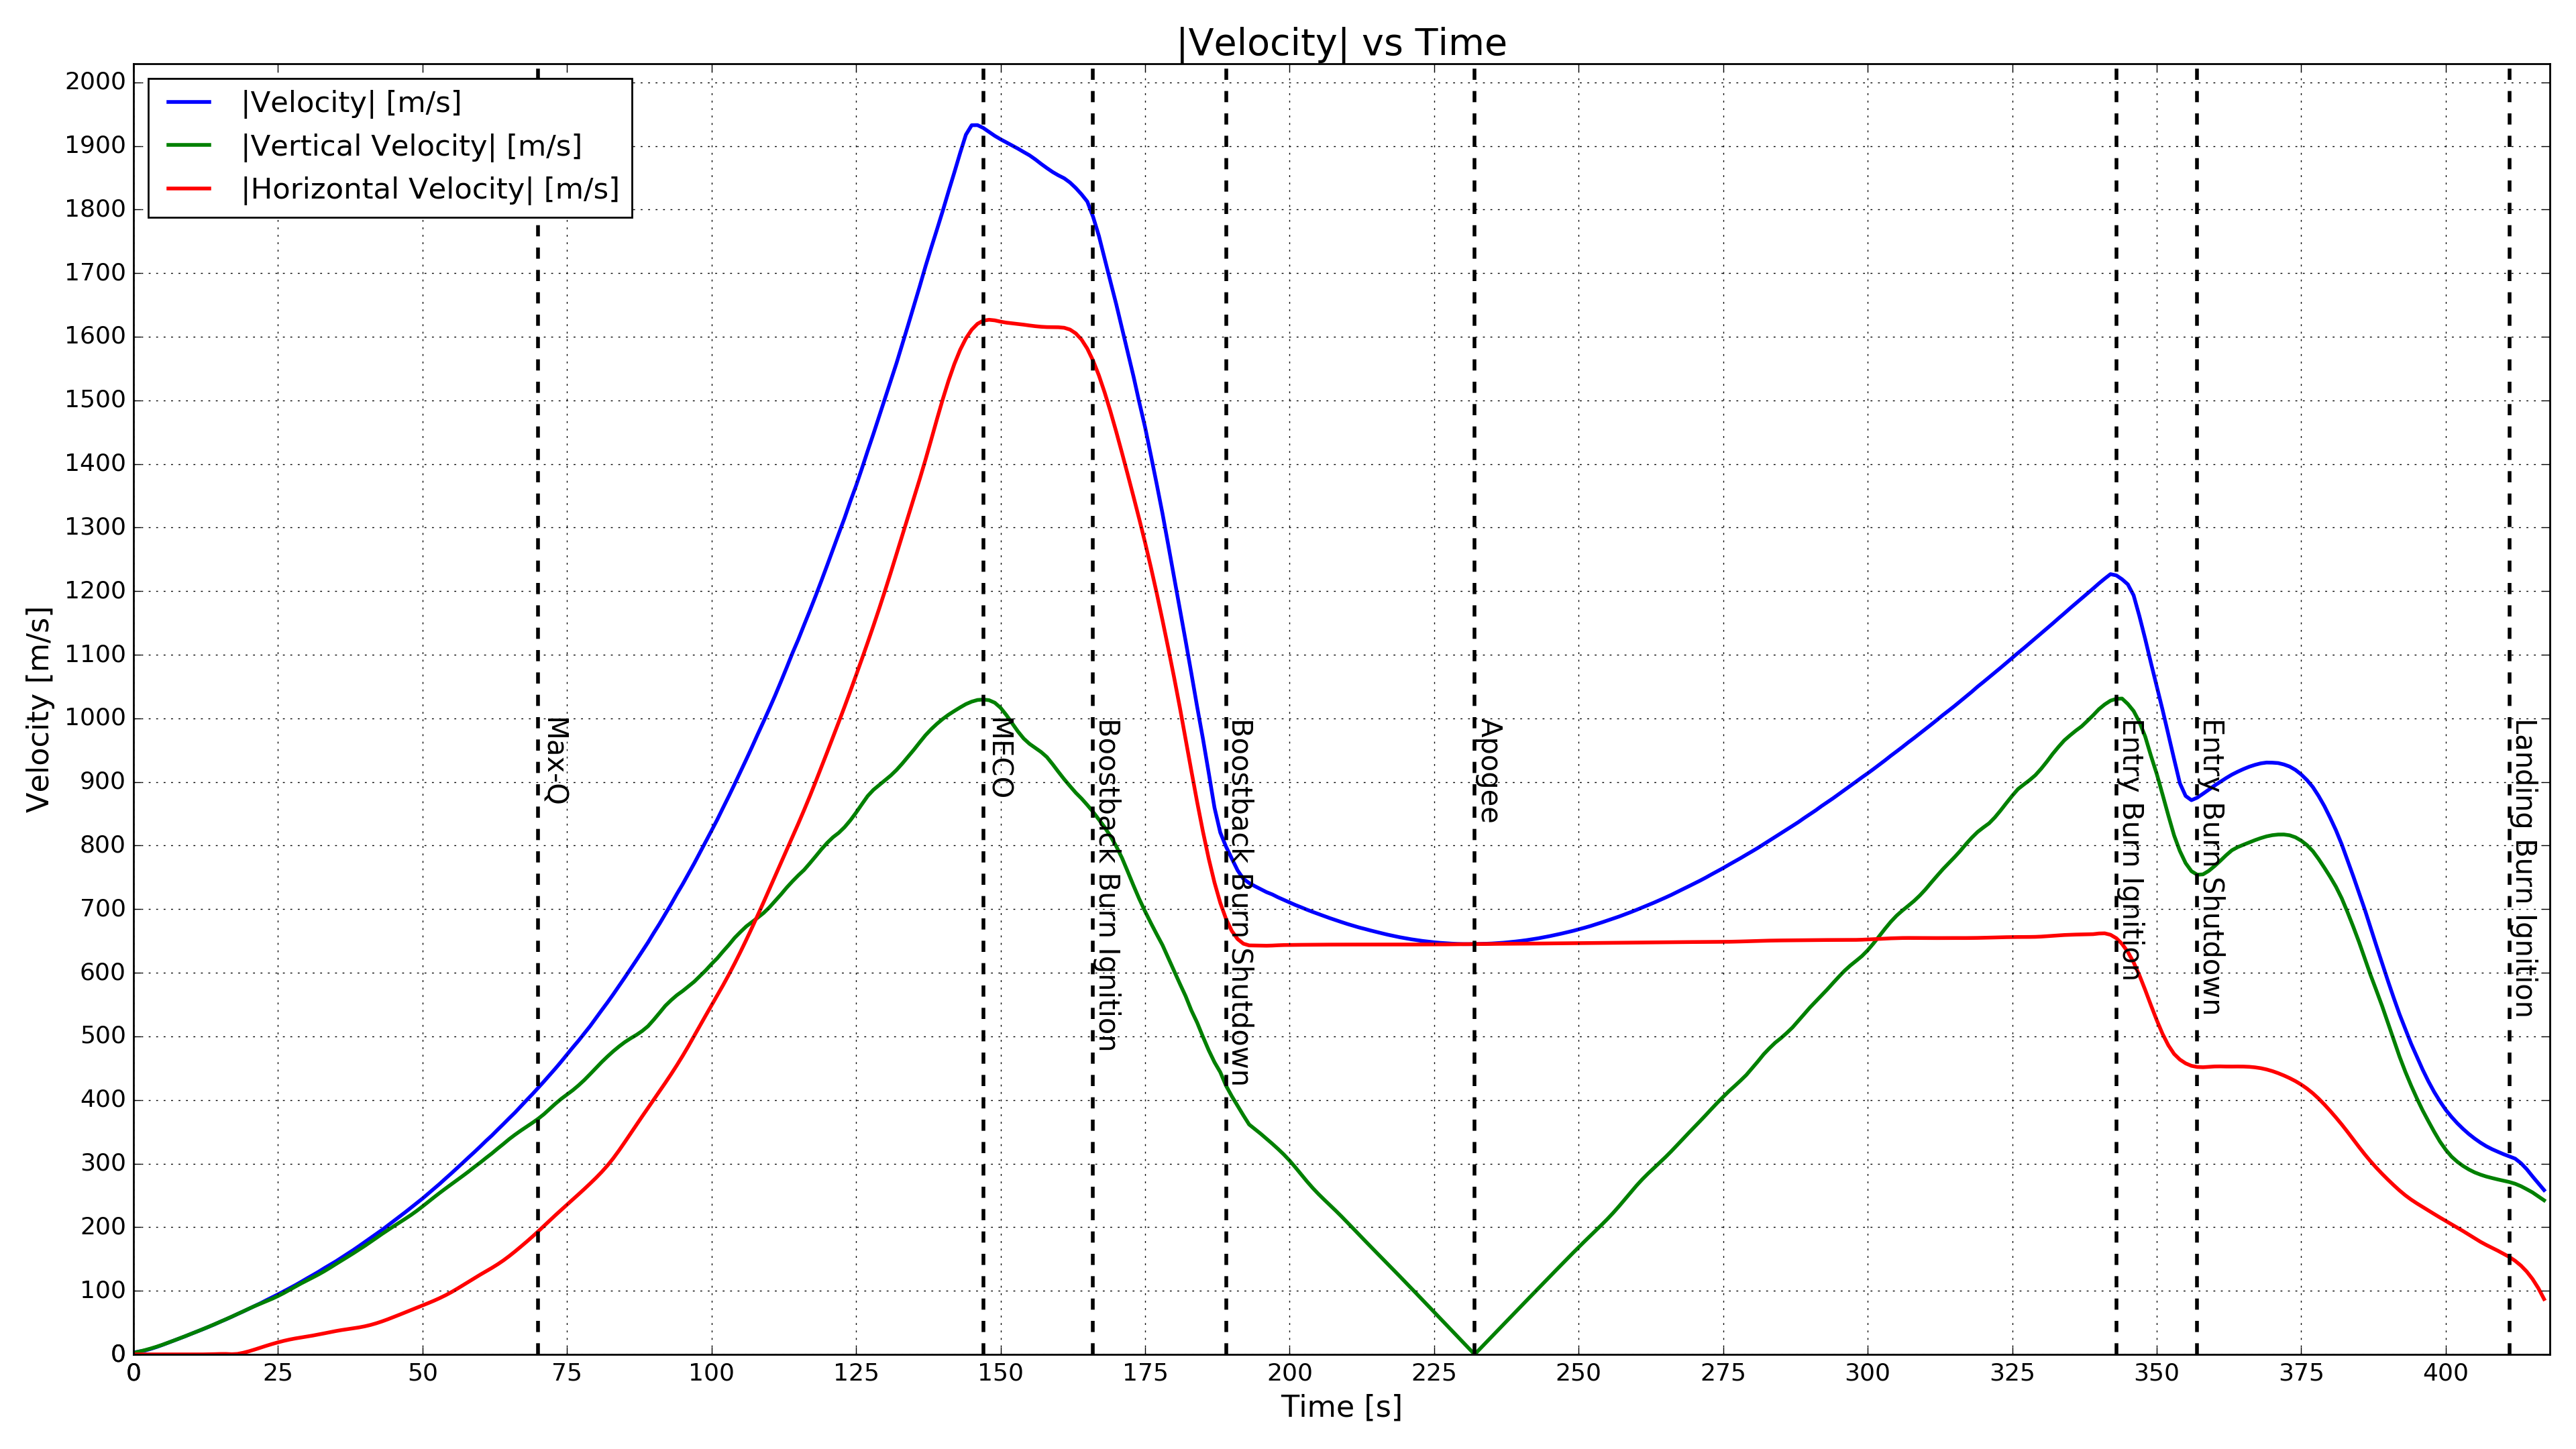 |Velocity| vs Time
|Velocity| [m/s]
|Vertical Velocity| [m/s]
|Horizontal Velocity| [m/s]
Velocity [m/s]
2000
1900
1800
1700
1600
1500
1400
1300
1200
1100
1000
900
800
700
600
500
400
300
200
100
0
Max-Q
MECO
Boostback Burn Ignition
Boostback Burn Shutdown
Apogee
Entry Burn Ignition
Entry Burn Shutdown
Landing Burn Ignition
0 25 50 75 100 125 150 175 200 225 250 275 300 325 350 375 400
Time [s]